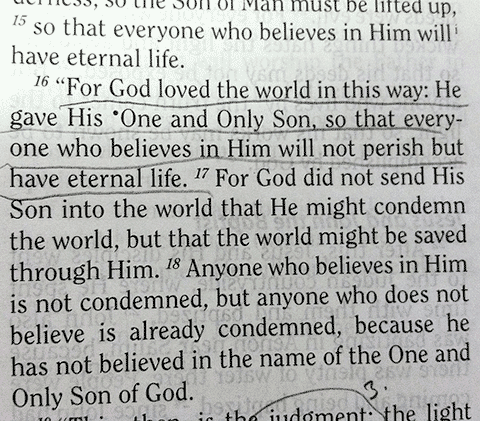 derness, so the Son of Man must be lifted up,
15 so that everyone who believes in Him will i
have eternal life.
16 “For God loved the world in this way: He
gave His •One and Only Son, so that every-
one who believes in Him will not perish but
have eternal life. 17 For God did not send His
Son into the world that He might condemn
the world, but that the world might be saved
through Him. 18 Anyone who believes in Him
is not condemned, but anyone who does not
believe is already condemned, because he
has not believed in the name of the One and
Only Son of God.
3.
19 “This, then, is the judgment: the light